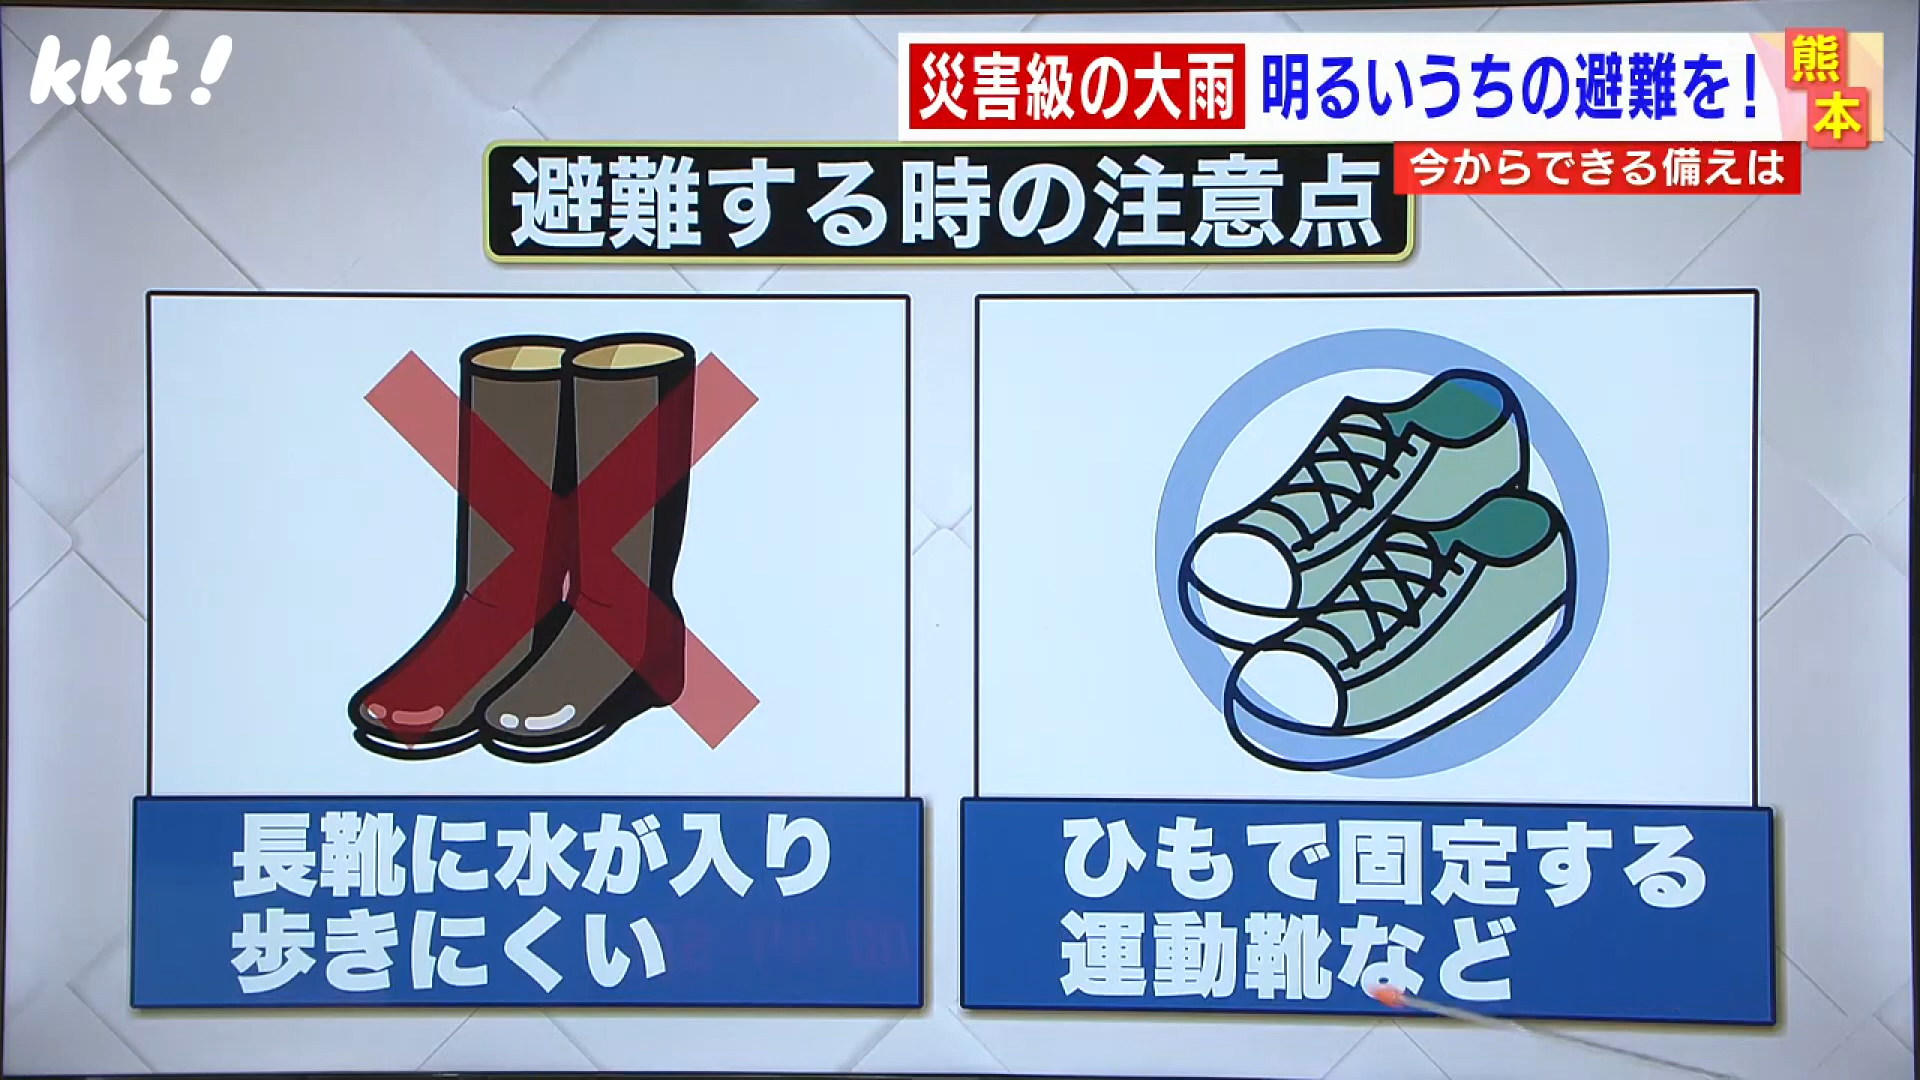 kkt!
災害級の大雨 明るいうちの避難を!
熊本
今からできる備えは
避難する時の注意点
長靴に水が入り
歩きにくい
ひもで固定する
運動靴など